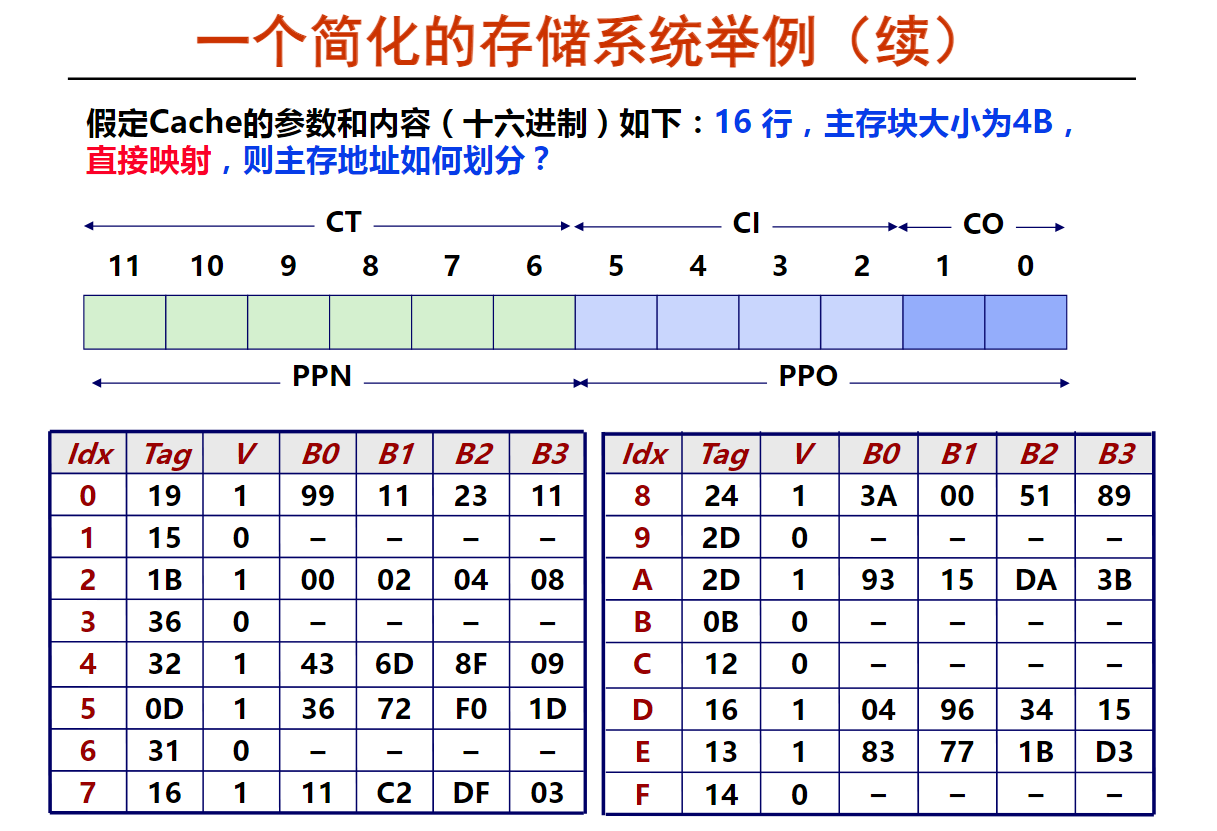 一个简化的存储系统举例（续）
假定Cache的参数和内容（十六进制）如下：16 行，主存块大小为4B，
直接映射，则主存地址如何划分？
CT CI CO
11 10 9 8 7 6 5 4 3 2 1 0
PPN PPO
Idx Tag V B0 B1 B2 B3
0 19 1 99 11 23 11
1 15 0 – – – –
2 1B 1 00 02 04 08
3 36 0 – – – –
4 32 1 43 6D 8F 09
5 0D 1 36 72 F0 1D
6 31 0 – – – –
7 16 1 11 C2 DF 03
Idx Tag V B0 B1 B2 B3
8 24 1 3A 00 51 89
9 2D 0 – – – –
A 2D 1 93 15 DA 3B
B 0B 0 – – – –
C 12 0 – – – –
D 16 1 04 96 34 15
E 13 1 83 77 1B D3
F 14 0 – – – –